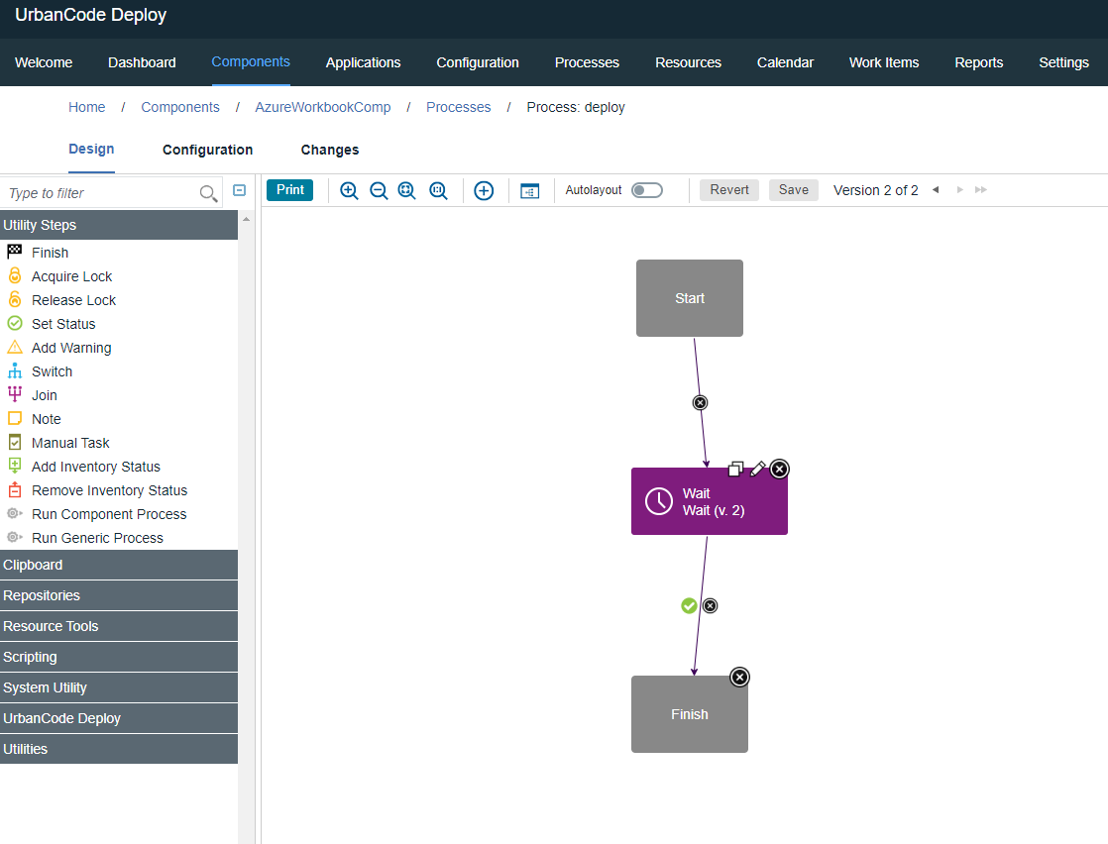 UrbanCode Deploy
Welcome Dashboard Components Applications Configuration Processes Resources Calendar Work Items Reports Settings
Home / Components / AzureWorkbookComp / Processes / Process: deploy
Design Configuration Changes
Type to filter
Print Autolayout Revert Save Version 2 of 2
Utility Steps
Finish
Acquire Lock
Release Lock
Set Status
Add Warning
Switch
Join
Note
Manual Task
Add Inventory Status
Remove Inventory Status
Run Component Process
Run Generic Process
Clipboard
Repositories
Resource Tools
Scripting
System Utility
UrbanCode Deploy
Utilities
Start
Wait
Wait (v. 2)
Finish